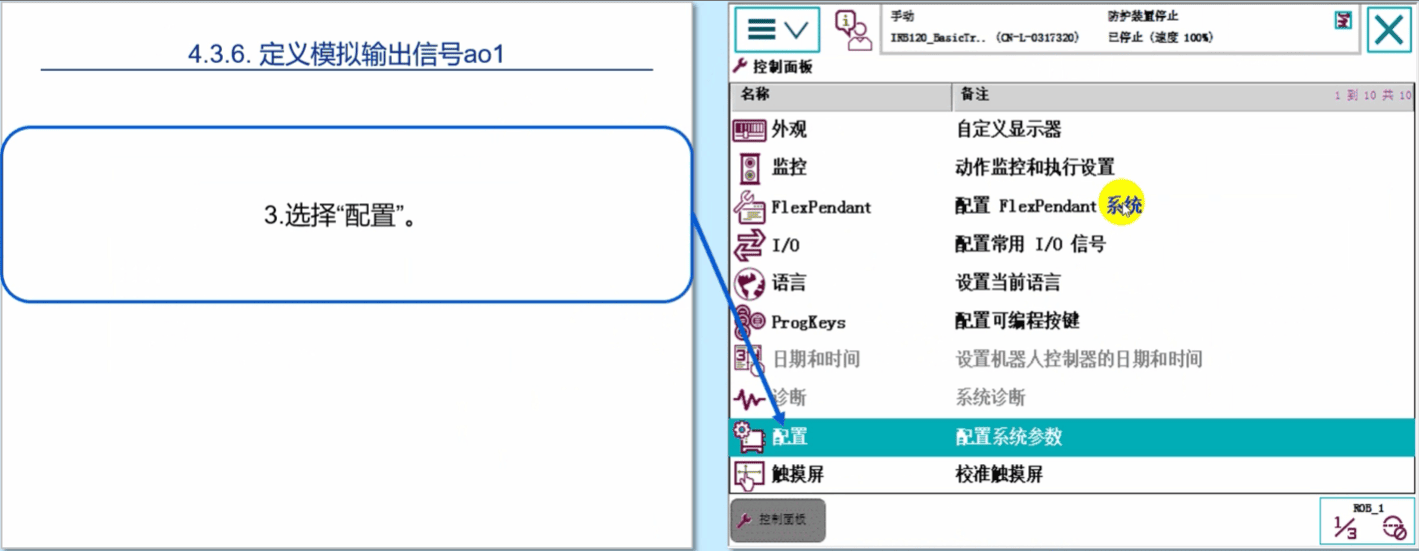 4.3.6. 定义模拟输出信号ao1
3.选择“配置”。
手动
防护装置停止
IRB120_BasicTr.. (CN-L-0317320)
已停止 (速度 100%)
控制面板
名称
备注
1 到 10 共 10
外观
自定义显示器
监控
动作监控和执行设置
FlexPendant
配置 FlexPendant 系统
I/O
配置常用 I/O 信号
语言
设置当前语言
ProgKeys
配置可编程按键
日期和时间
设置机器人控制器的日期和时间
诊断
系统诊断
配置
配置系统参数
触摸屏
校准触摸屏
控制面板
ROB_1
1/3